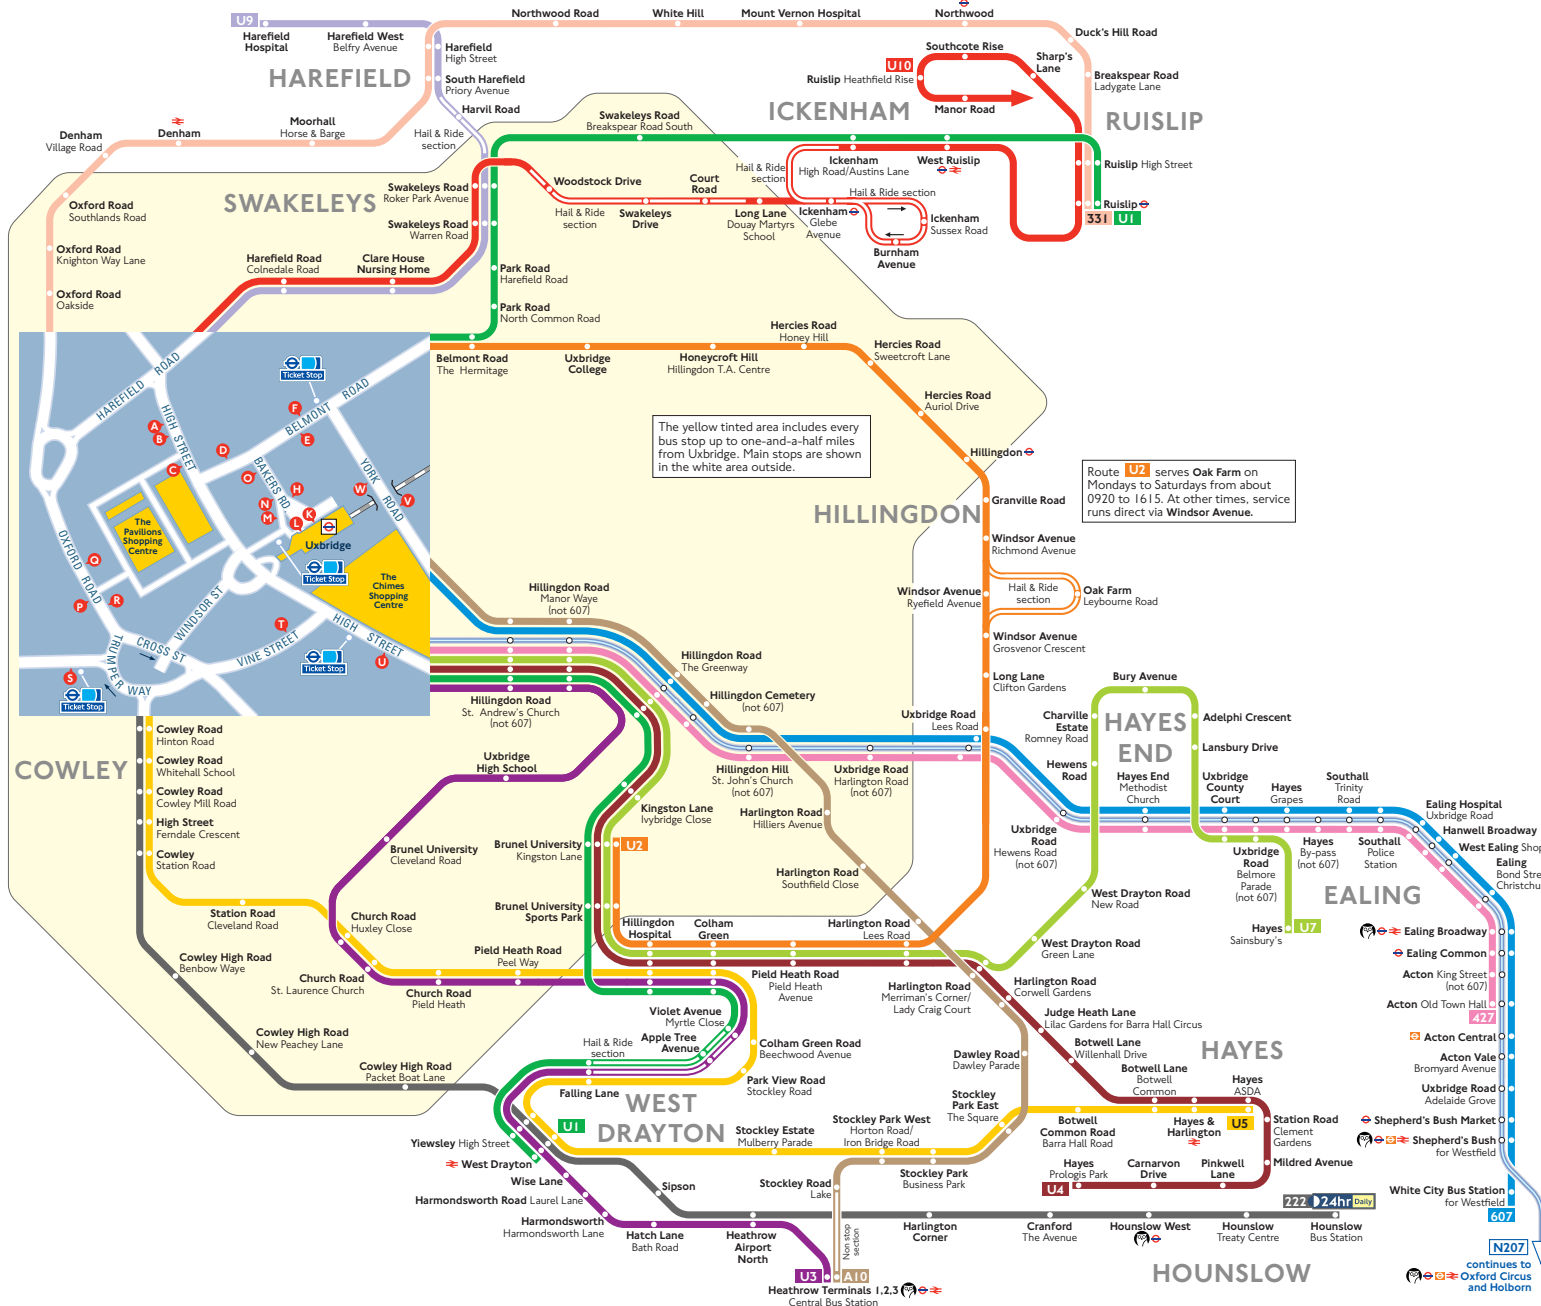 U9
Harefield
Hospital
Harefield West
Belfry Avenue
Harefield
High Street
HAREFIELD
South Harefield
Priory Avenue
Harvil Road
Hail & Ride
section
Northwood Road
White Hill
Mount Vernon Hospital
Northwood
Duck's Hill Road
Breakspear Road
Ladygate Lane
Southcote Rise
Sharp's
Lane
U10
Ruislip Heathfield Rise
Manor Road
ICKENHAM
RUISLIP
Denham
Village Road
Denham
Moorhall
Horse & Barge
Swakeleys Road
Breakspear Road South
Hail & Ride
section
Ickenham
High Road/Austins Lane
West Ruislip
Ruislip High Street
Ruislip
331
U1
Oxford Road
Southlands Road
Oxford Road
Knighton Way Lane
Oxford Road
Oakside
SWAKELEYS
Swakeleys Road
Roker Park Avenue
Swakeleys Road
Warren Road
Woodstock Drive
Hail & Ride
section
Swakeleys
Drive
Court
Road
Long Lane
Douay Martyrs
School
Hail & Ride section
Ickenham
Glebe
Avenue
Ickenham
Sussex Road
Burnham
Avenue
Harefield Road
Colnedale Road
Clare House
Nursing Home
Park Road
Harefield Road
Park Road
North Common Road
Belmont Road
The Hermitage
Uxbridge
College
Honeycroft Hill
Hillingdon T.A. Centre
Hercies Road
Honey Hill
Hercies Road
Sweetcroft Lane
Hercies Road
Auriol Drive
Hillingdon
The yellow tinted area includes every
bus stop up to one-and-a-half miles
from Uxbridge. Main stops are shown
in the white area outside.
Route U2 serves Oak Farm on
Mondays to Saturdays from about
0920 to 1615. At other times, service
runs direct via Windsor Avenue.
HAREFIELD ROAD
HIGH STREET
BELMONT ROAD
BAKERS RD
YORK ROAD
OXFORD ROAD
WINDSOR ST
CROSS ST
VINE STREET
HIGH STREET
TRUMPER WAY
Ticket Stop
Ticket Stop
Ticket Stop
Ticket Stop
A
B
C
D
E
F
H
K
L
M
N
O
P
Q
R
S
T
U
V
W
The
Pavilions
Shopping
Centre
Uxbridge
The
Chimes
Shopping
Centre
HILLINGDON
Granville Road
Windsor Avenue
Richmond Avenue
Windsor Avenue
Ryefield Avenue
Hail & Ride
section
Oak Farm
Leybourne Road
Windsor Avenue
Grosvenor Crescent
Long Lane
Clifton Gardens
Uxbridge Road
Lees Road
Hillingdon Road
Manor Waye
(not 607)
Hillingdon Road
The Greenway
Hillingdon Cemetery
(not 607)
Hillingdon Road
St. Andrew's Church
(not 607)
Hillingdon Hill
St. John's Church
(not 607)
Uxbridge Road
Harlington Road
(not 607)
Uxbridge
High School
Kingston Lane
Ivybridge Close
Harlington Road
Hilliers Avenue
Brunel University
Cleveland Road
Brunel University
Kingston Lane
U2
Harlington Road
Southfield Close
Brunel University
Sports Park
Hillingdon
Hospital
Colham
Green
Harlington Road
Lees Road
COWLEY
Cowley Road
Hinton Road
Cowley Road
Whitehall School
Cowley Road
Cowley Mill Road
High Street
Ferndale Crescent
Cowley
Station Road
Station Road
Cleveland Road
Church Road
Huxley Close
Cowley High Road
Benbow Waye
Church Road
St. Laurence Church
Church Road
Pield Heath
Pield Heath Road
Peel Way
Pield Heath Road
Pield Heath
Avenue
Cowley High Road
New Peachey Lane
Cowley High Road
Packet Boat Lane
Violet Avenue
Myrtle Close
Apple Tree
Avenue
Hail & Ride
section
Colham Green Road
Beechwood Avenue
Park View Road
Stockley Road
Falling Lane
U1
WEST
DRAYTON
Yiewsley High Street
West Drayton
Wise Lane
Harmondsworth Road Laurel Lane
Harmondsworth
Harmondsworth Lane
Sipson
Hatch Lane
Bath Road
Heathrow
Airport
North
Stockley Estate
Mulberry Parade
Stockley Park West
Horton Road/
Iron Bridge Road
Stockley Park
Business Park
Stockley Road
Lake
Non stop
section
U3
A10
Heathrow Terminals 1,2,3
Central Bus Station
Bury Avenue
HAYES
END
Charville
Estate
Romney Road
Hewens
Road
Adelphi Crescent
Lansbury Drive
Hayes End
Methodist
Church
Uxbridge
County
Court
Hayes
Grapes
Southall
Trinity
Road
Ealing Hospital
Uxbridge Road
Hanwell Broadway
West Ealing Shop
Ealing
Bond Stre
Christchu
Uxbridge
Road
Hewens Road
(not 607)
Uxbridge
Road
Belmore
Parade
(not 607)
Hayes
By-pass
(not 607)
Southall
Police
Station
EALING
Hayes
Sainsbury's
U7
West Drayton Road
New Road
West Drayton Road
Green Lane
Harlington Road
Merriman's Corner/
Lady Craig Court
Harlington Road
Corwell Gardens
Judge Heath Lane
Lilac Gardens for Barra Hall Circus
Botwell Lane
Willenhall Drive
HAYES
Dawley Road
Dawley Parade
Stockley
Park East
The Square
Botwell Lane
Botwell
Common
Hayes
ASDA
Botwell
Common Road
Barra Hall Road
Hayes &
Harlington
U5
Station Road
Clement
Gardens
Mildred Avenue
Hayes
Prologis Park
Carnarvon
Drive
Pinkwell
Lane
U4
222 24hr Daily
Harlington
Corner
Cranford
The Avenue
Hounslow West
Hounslow
Treaty Centre
Hounslow
Bus Station
HOUNSLOW
Ealing Broadway
Ealing Common
Acton King Street
(not 607)
Acton Old Town Hall
427
Acton Central
Acton Vale
Bromyard Avenue
Uxbridge Road
Adelaide Grove
Shepherd's Bush Market
Shepherd's Bush
for Westfield
White City Bus Station
for Westfield
607
N207
continues to
Oxford Circus
and Holborn